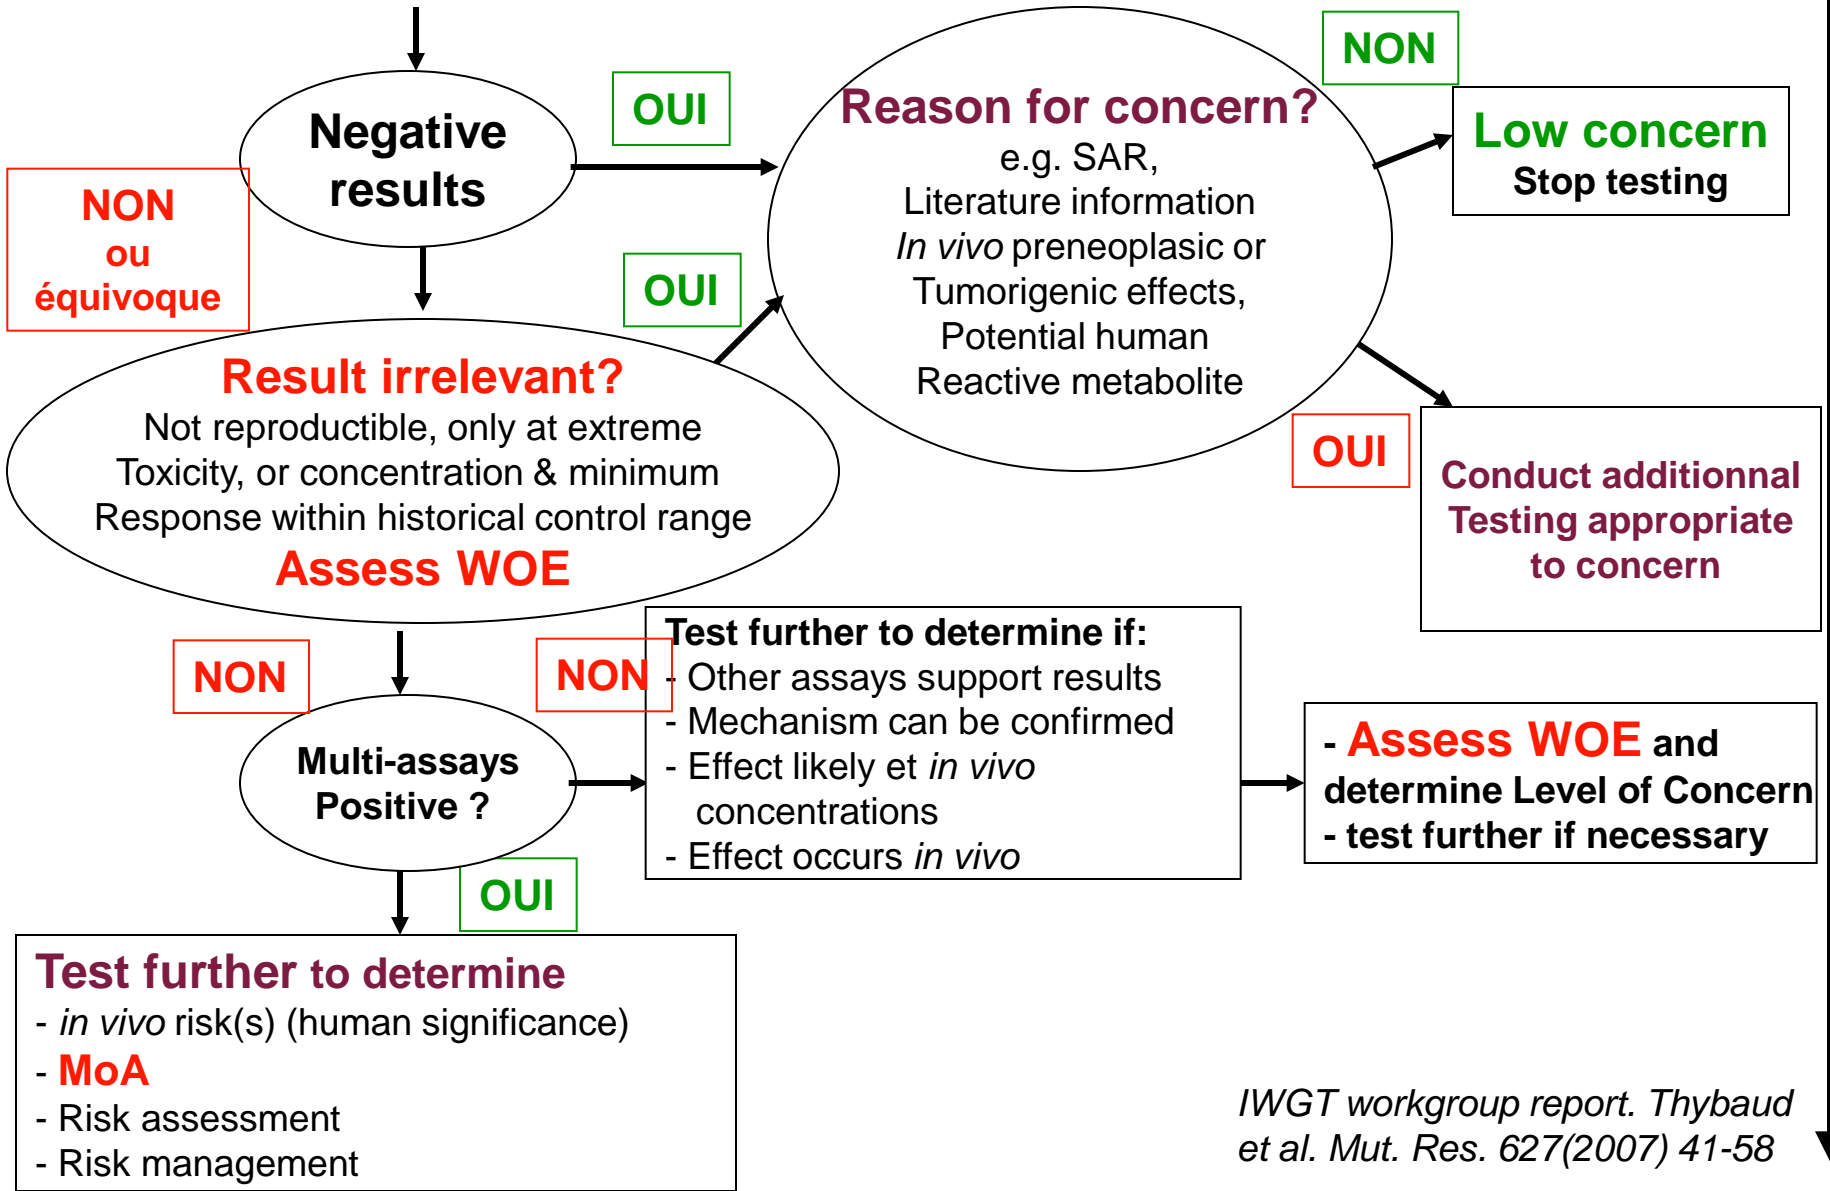 Negative
results
OUI
NON
ou
équivoque
Reason for concern?
e.g. SAR,
Literature information
In vivo preneoplasic or
Tumorigenic effects,
Potential human
Reactive metabolite
NON
Low concern
Stop testing
OUI
Result irrelevant?
Not reproductible, only at extreme
Toxicity, or concentration & minimum
Response within historical control range
Assess WOE
OUI
Conduct additionnal
Testing appropriate
to concern
NON
Multi-assays
Positive ?
NON
Test further to determine if:
- Other assays support results
- Mechanism can be confirmed
- Effect likely et in vivo
concentrations
- Effect occurs in vivo
- Assess WOE and
determine Level of Concern
- test further if necessary
OUI
Test further to determine
- in vivo risk(s) (human significance)
- MoA
- Risk assessment
- Risk management
IWGT workgroup report. Thybaud
et al. Mut. Res. 627(2007) 41-58